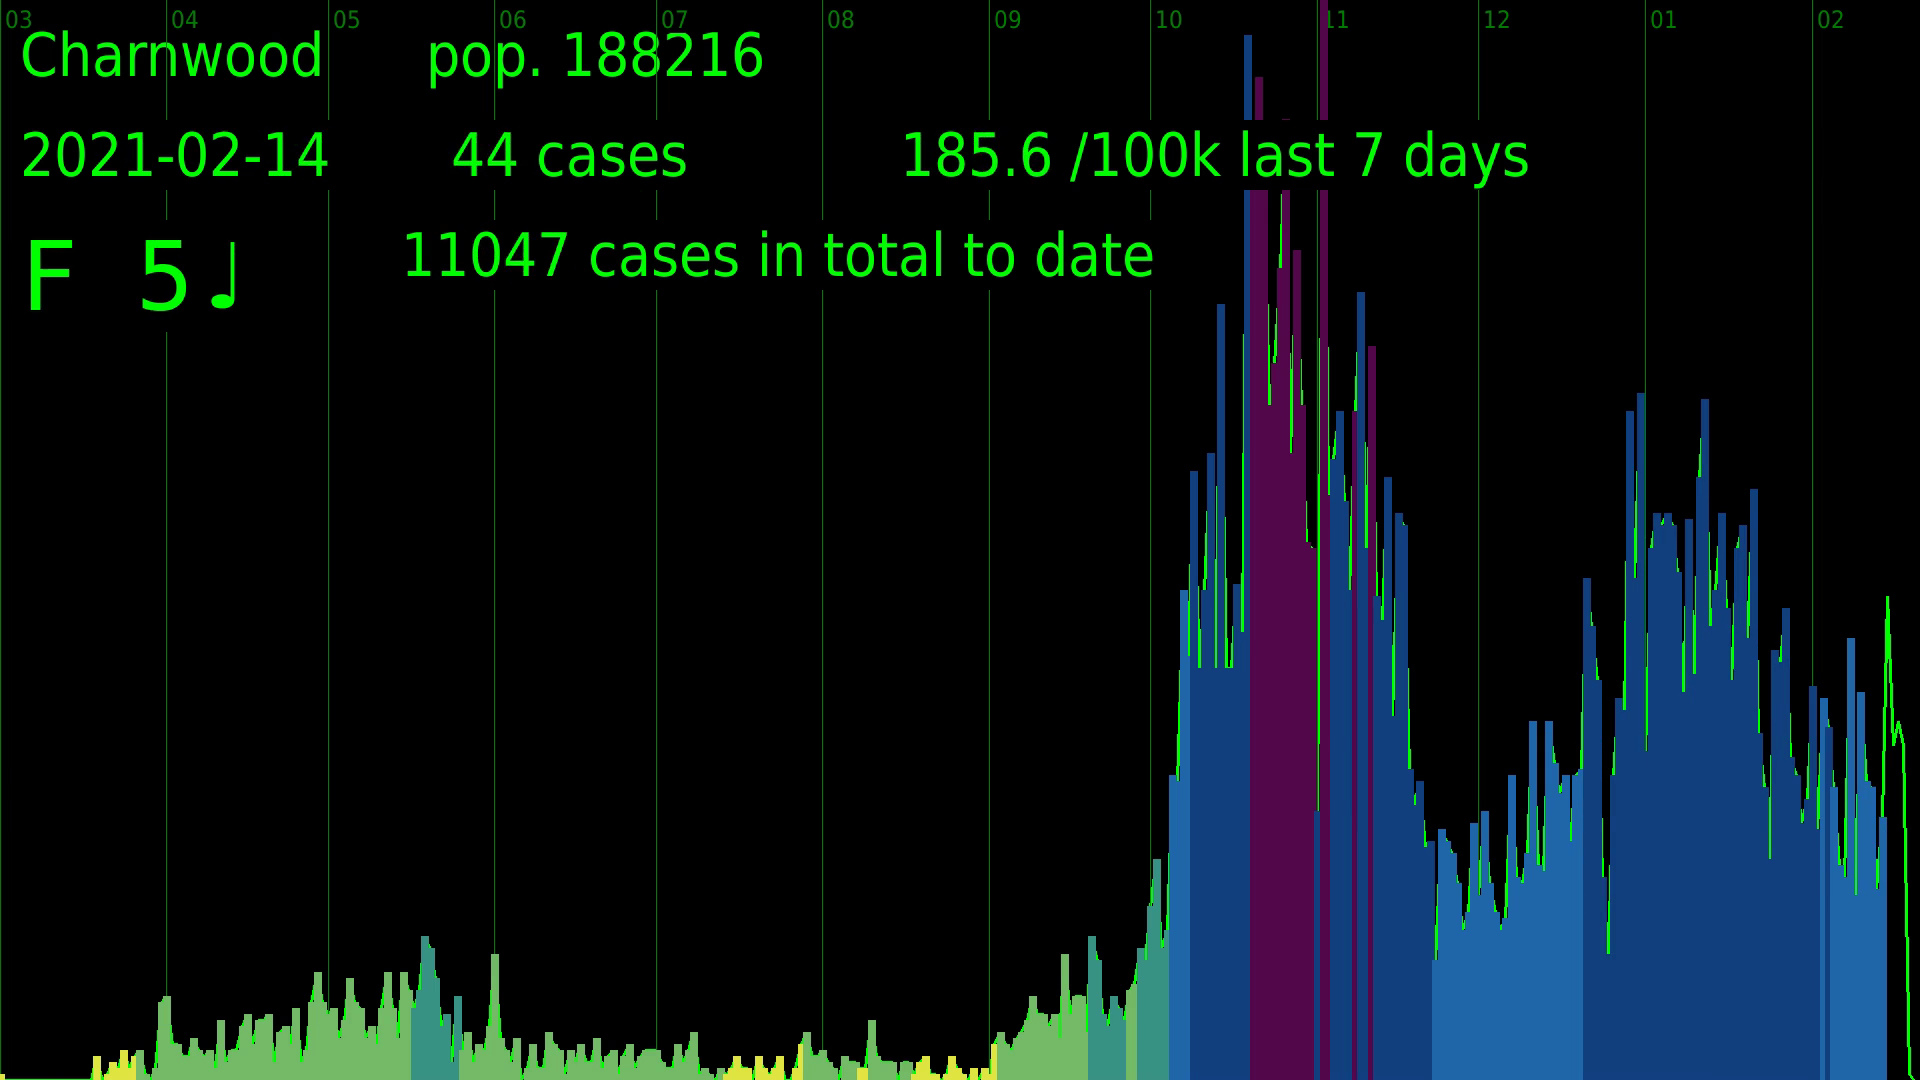 03 04 05 06 07 08 09 10 11 12 01 02
Charnwood pop. 188216
2021-02-14 44 cases 185.6 /100k last 7 days
F 5♩ 11047 cases in total to date